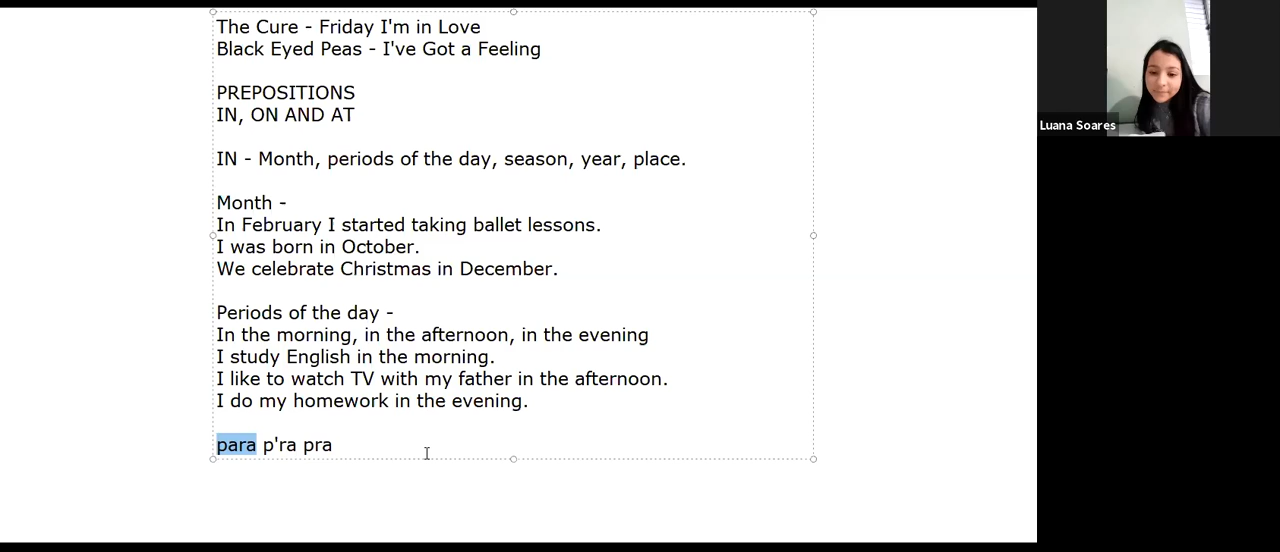 The Cure - Friday I'm in Love
Black Eyed Peas - I've Got a Feeling
PREPOSITIONS
IN, ON AND AT
IN - Month, periods of the day, season, year, place.
Month -
In February I started taking ballet lessons.
I was born in October.
We celebrate Christmas in December.
Periods of the day -
In the morning, in the afternoon, in the evening
I study English in the morning.
I like to watch TV with my father in the afternoon.
I do my homework in the evening.
para p'ra pra
Luana Soares